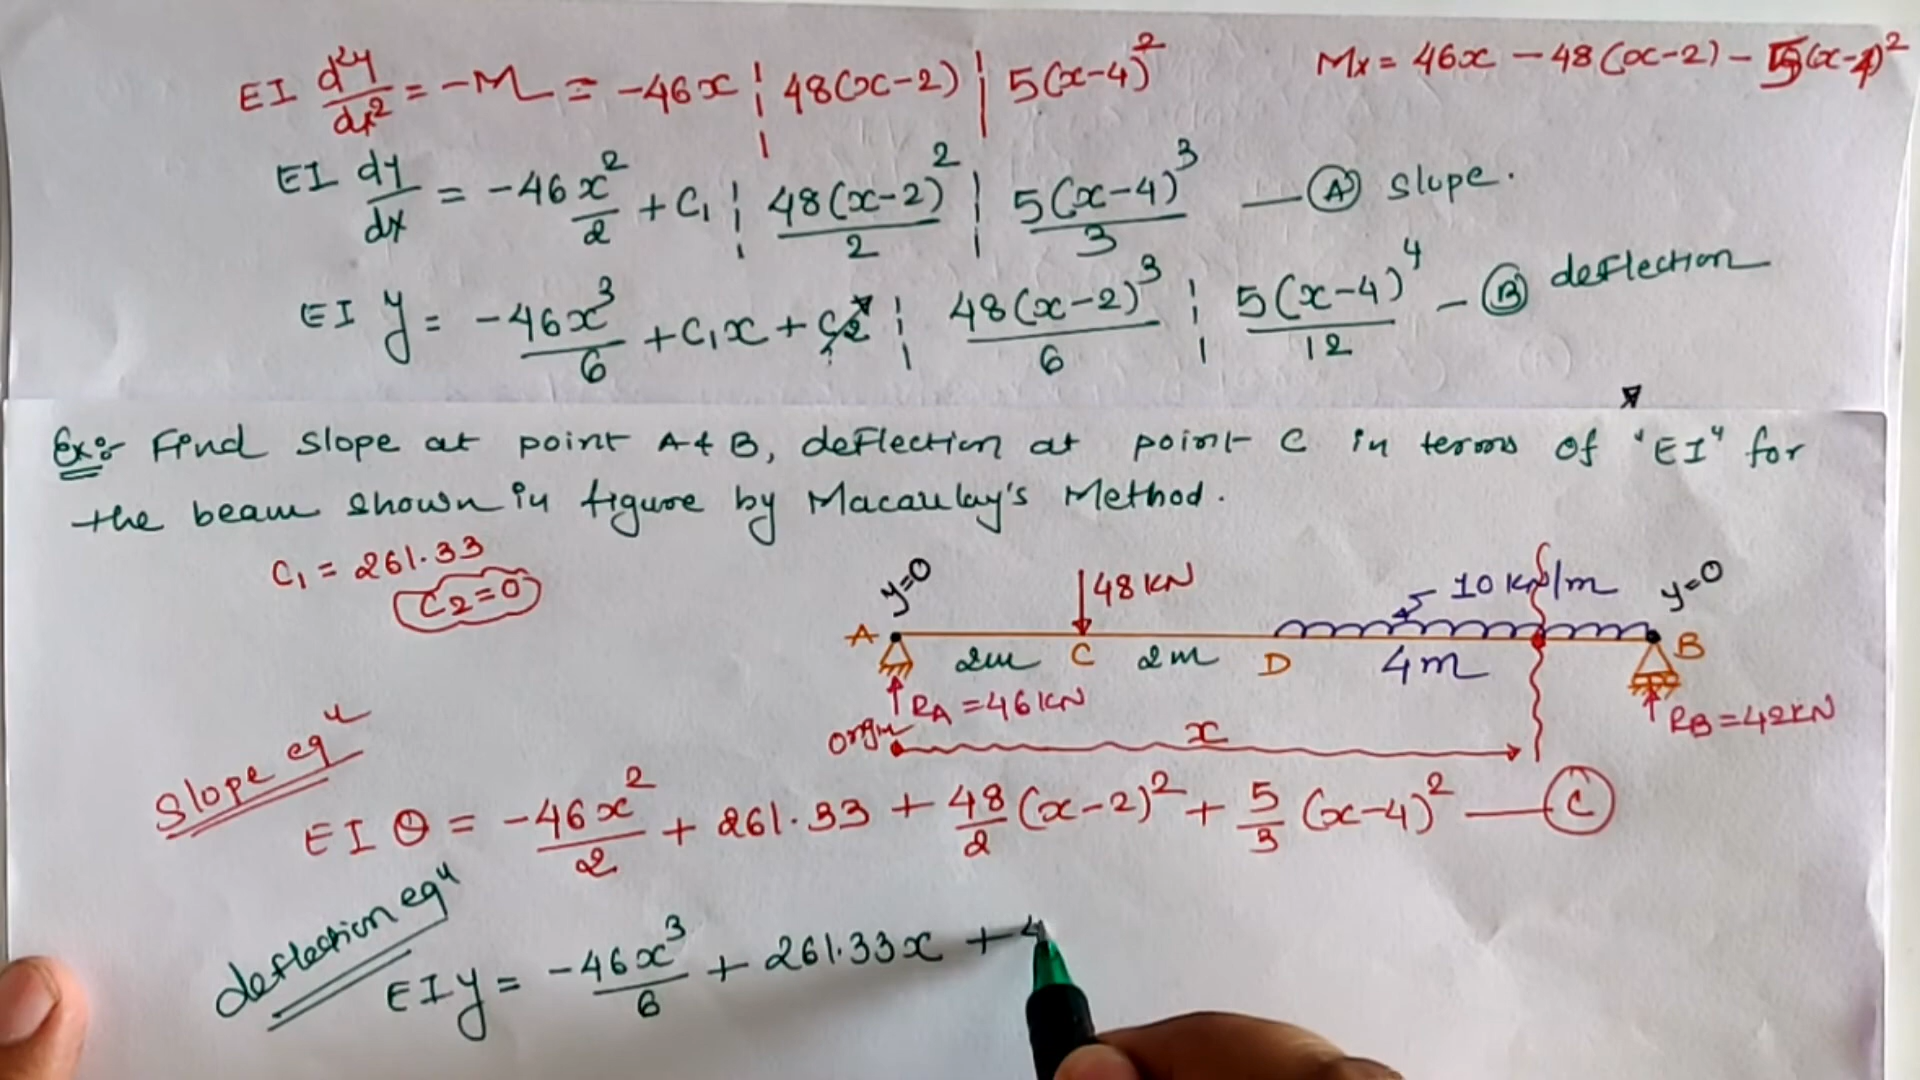 EI d²y/dx² = -M = -46x ¦ 48(x-2) ¦ 5(x-4)²
Mx = 46x - 48(x-2) - 5(x-4)²
EI dy/dx = -46x²/2 + C₁ ¦ 48(x-2)²/2 ¦ 5(x-4)³/3 — Ⓐ slope.
EI y = -46x³/6 + C₁x + C₂ ¦ 48(x-2)³/6 ¦ 5(x-4)⁴/12 - Ⓑ deflection
Ex:- Find slope at point A & B, deflection at point C in terms of "EI" for
the beam shown in figure by Macaulay's Method.
C₁ = 261.33
C₂ = 0
y=0
48 KN
10 KN/m
y=0
A
2m
C
2m
D
4m
B
RA = 46 KN
RB = 42 KN
Origin
x
Slope eqⁿ
EI θ = -46x²/2 + 261.33 + 48/2 (x-2)² + 5/3 (x-4)² — Ⓒ
deflection eqⁿ
EI y = -46x³/6 + 261.33x + 4